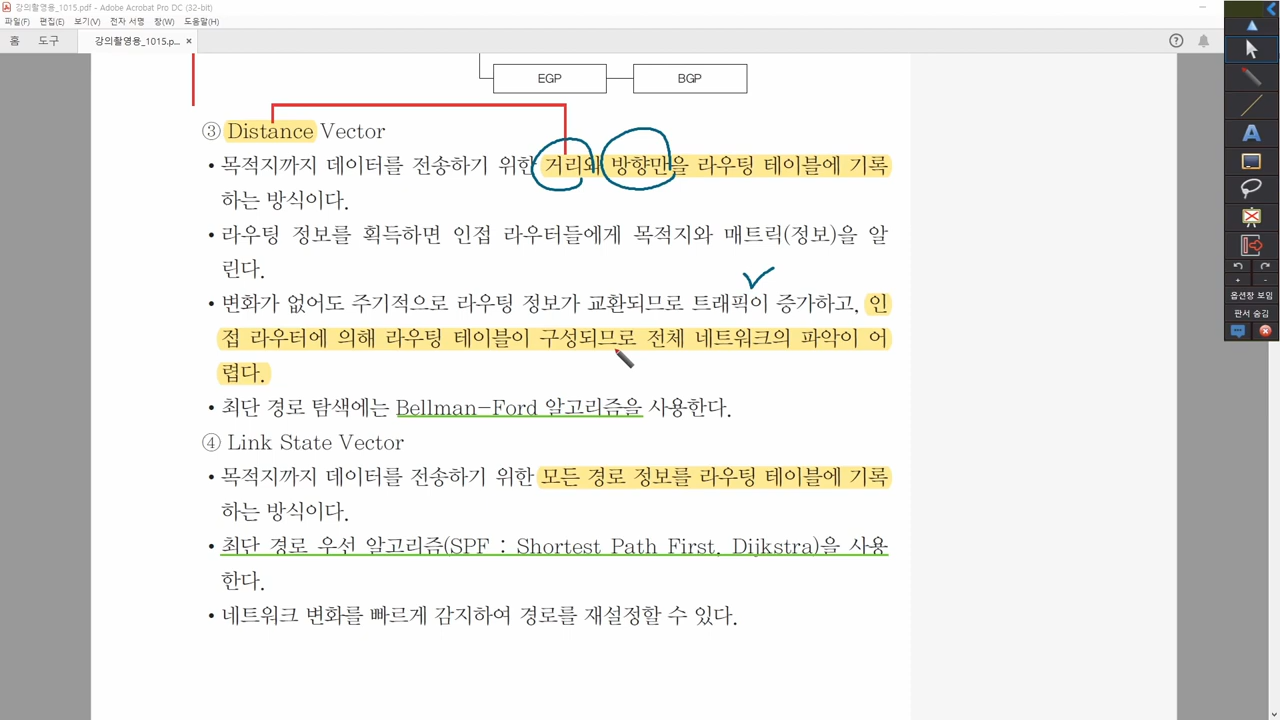 강의촬영용_1015.pdf - Adobe Acrobat Pro DC (32-bit)
파일(F) 편집(E) 보기(V) 전자 서명 창(W) 도움말(H)
홈 도구 강의촬영용_1015.p... ×
EGP BGP
③ Distance Vector
• 목적지까지 데이터를 전송하기 위한 거리와 방향만을 라우팅 테이블에 기록
하는 방식이다.
• 라우팅 정보를 획득하면 인접 라우터들에게 목적지와 매트릭(정보)을 알
린다.
• 변화가 없어도 주기적으로 라우팅 정보가 교환되므로 트래픽이 증가하고, 인
접 라우터에 의해 라우팅 테이블이 구성되므로 전체 네트워크의 파악이 어
렵다.
• 최단 경로 탐색에는 Bellman-Ford 알고리즘을 사용한다.
④ Link State Vector
• 목적지까지 데이터를 전송하기 위한 모든 경로 정보를 라우팅 테이블에 기록
하는 방식이다.
• 최단 경로 우선 알고리즘(SPF : Shortest Path First, Dijkstra)을 사용
한다.
• 네트워크 변화를 빠르게 감지하여 경로를 재설정할 수 있다.
옵션장 보임
판서 숨김